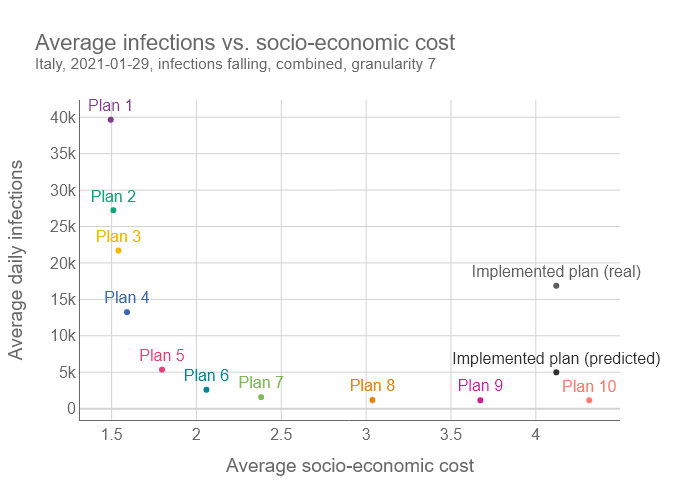 Average infections vs. socio-economic cost
Italy, 2021-01-29, infections falling, combined, granularity 7
Average daily infections
40k
35k
30k
25k
20k
15k
10k
5k
0
Plan 1
Plan 2
Plan 3
Plan 4
Plan 5
Plan 6
Plan 7
Plan 8
Plan 9
Plan 10
Implemented plan (real)
Implemented plan (predicted)
1.5
2
2.5
3
3.5
4
Average socio-economic cost